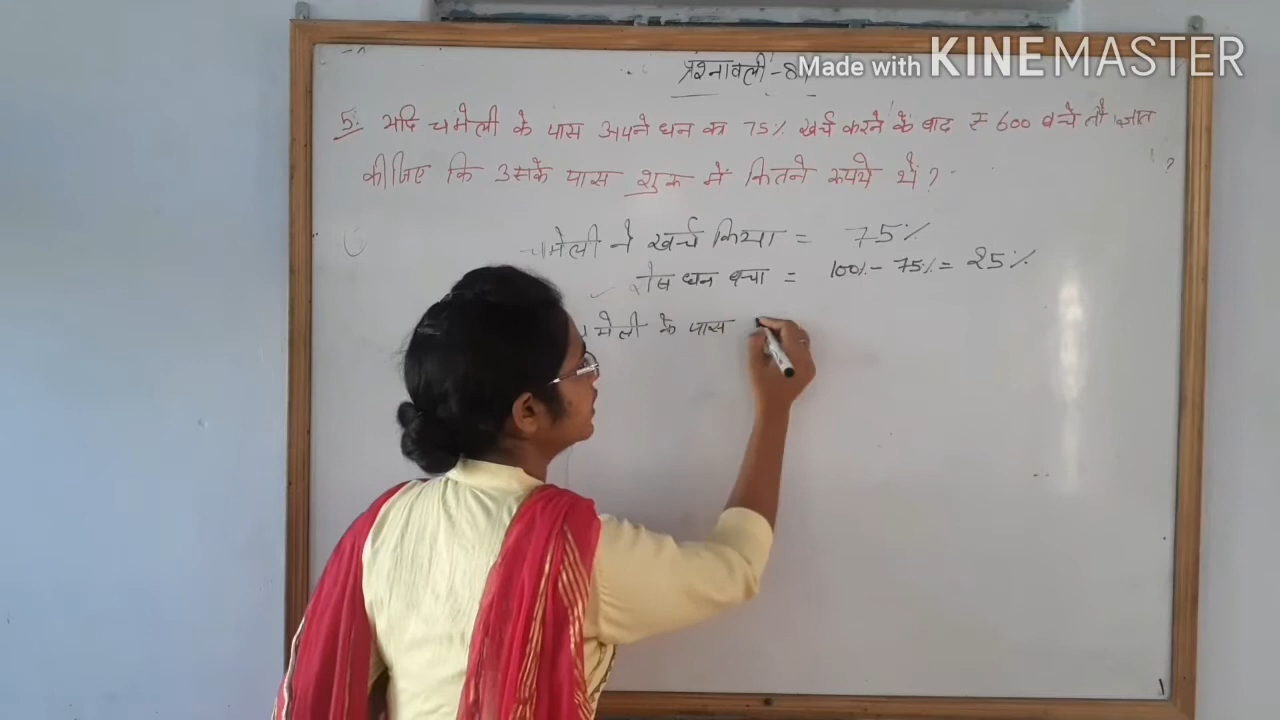 Made with KINEMASTER
प्रश्नावली -
5. यदि चमेली के पास अपने धन का 75% खर्च करने के बाद ₹ 600 बचे तो ज्ञात
कीजिए कि उसके पास शुरू में कितने रूपये थे?
चमेली ने खर्च किया = 75%
शेष धन बचा = 100% - 75% = 25%
चमेली के पास